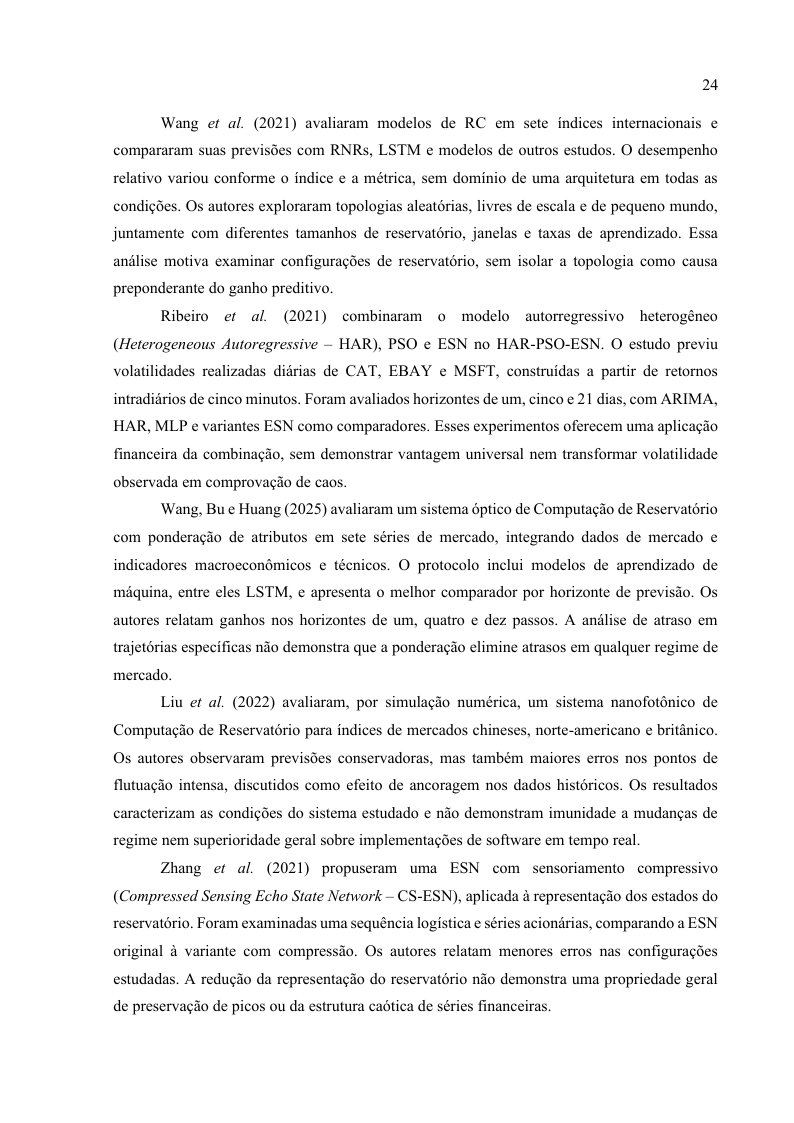 24
Wang et al. (2021) avaliaram modelos de RC em sete índices internacionais e
compararam suas previsões com RNRs, LSTM e modelos de outros estudos. O desempenho
relativo variou conforme o índice e a métrica, sem domínio de uma arquitetura em todas as
condições. Os autores exploraram topologias aleatórias, livres de escala e de pequeno mundo,
juntamente com diferentes tamanhos de reservatório, janelas e taxas de aprendizado. Essa
análise motiva examinar configurações de reservatório, sem isolar a topologia como causa
preponderante do ganho preditivo.
Ribeiro et al. (2021) combinaram o modelo autorregressivo heterogêneo
(Heterogeneous Autoregressive – HAR), PSO e ESN no HAR-PSO-ESN. O estudo previu
volatilidades realizadas diárias de CAT, EBAY e MSFT, construídas a partir de retornos
intradiários de cinco minutos. Foram avaliados horizontes de um, cinco e 21 dias, com ARIMA,
HAR, MLP e variantes ESN como comparadores. Esses experimentos oferecem uma aplicação
financeira da combinação, sem demonstrar vantagem universal nem transformar volatilidade
observada em comprovação de caos.
Wang, Bu e Huang (2025) avaliaram um sistema óptico de Computação de Reservatório
com ponderação de atributos em sete séries de mercado, integrando dados de mercado e
indicadores macroeconômicos e técnicos. O protocolo inclui modelos de aprendizado de
máquina, entre eles LSTM, e apresenta o melhor comparador por horizonte de previsão. Os
autores relatam ganhos nos horizontes de um, quatro e dez passos. A análise de atraso em
trajetórias específicas não demonstra que a ponderação elimine atrasos em qualquer regime de
mercado.
Liu et al. (2022) avaliaram, por simulação numérica, um sistema nanofotônico de
Computação de Reservatório para índices de mercados chineses, norte-americano e britânico.
Os autores observaram previsões conservadoras, mas também maiores erros nos pontos de
flutuação intensa, discutidos como efeito de ancoragem nos dados históricos. Os resultados
caracterizam as condições do sistema estudado e não demonstram imunidade a mudanças de
regime nem superioridade geral sobre implementações de software em tempo real.
Zhang et al. (2021) propuseram uma ESN com sensoriamento compressivo
(Compressed Sensing Echo State Network – CS-ESN), aplicada à representação dos estados do
reservatório. Foram examinadas uma sequência logística e séries acionárias, comparando a ESN
original à variante com compressão. Os autores relatam menores erros nas configurações
estudadas. A redução da representação do reservatório não demonstra uma propriedade geral
de preservação de picos ou da estrutura caótica de séries financeiras.